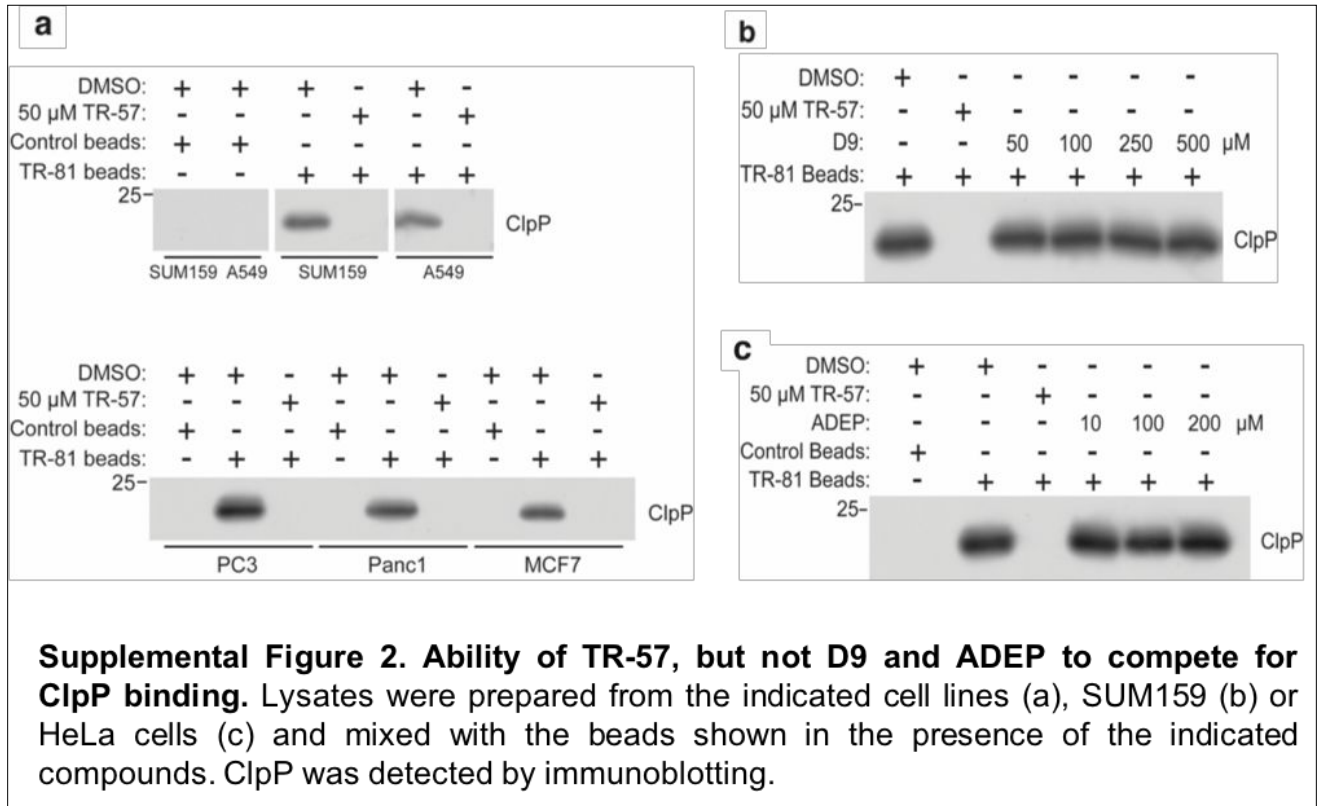 a
DMSO: + + + - + -
50 µM TR-57: - - - + - +
Control beads: + + - - - -
TR-81 beads: - - + + + +
25-
ClpP
SUM159 A549 SUM159 A549
DMSO: + + - + + - + + -
50 µM TR-57: - - + - - + - - +
Control beads: + - - + - - + - -
TR-81 beads: - + + - + + - + +
25-
ClpP
PC3 Panc1 MCF7
b
DMSO: + - - - - -
50 µM TR-57: - + - - - -
D9: - - 50 100 250 500 µM
TR-81 Beads: + + + + + +
25-
ClpP
c
DMSO: + + - - - -
50 µM TR-57: - - + - - -
ADEP: - - - 10 100 200 µM
Control Beads: + - - - - -
TR-81 Beads: - + + + + +
25-
ClpP
Supplemental Figure 2. Ability of TR-57, but not D9 and ADEP to compete for
ClpP binding. Lysates were prepared from the indicated cell lines (a), SUM159 (b) or
HeLa cells (c) and mixed with the beads shown in the presence of the indicated
compounds. ClpP was detected by immunoblotting.